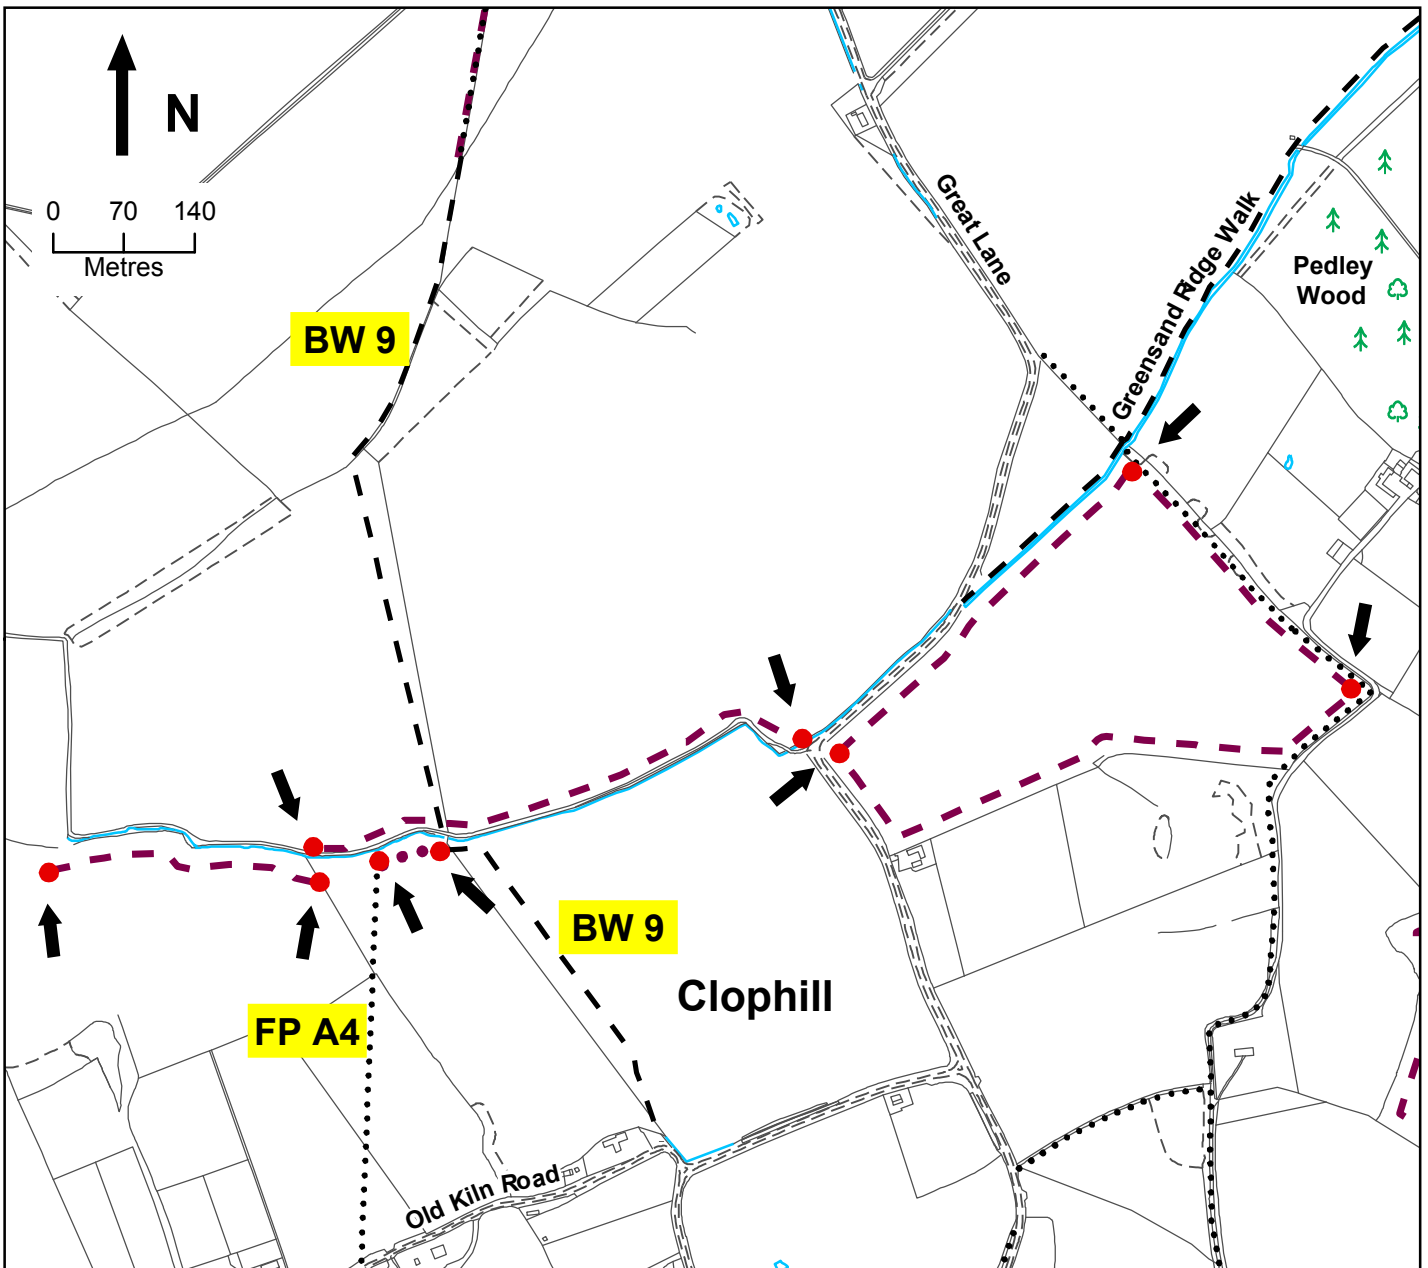 N
0 70 140
Metres
Great Lane
Greensand Ridge Walk
Pedley
Wood
BW 9
BW 9
Clophill
FP A4
Old Kiln Road